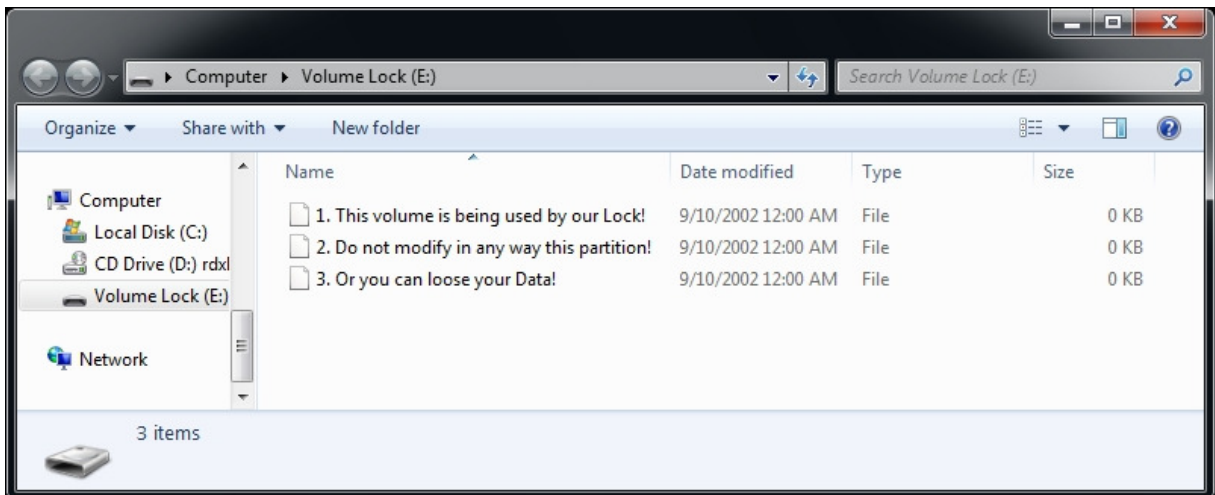 Computer ▸ Volume Lock (E:)
Search Volume Lock (E:)
Organize
Share with
New folder
Name
Date modified
Type
Size
Computer
Local Disk (C:)
CD Drive (D:) rdxl
Volume Lock (E:)
Network
1. This volume is being used by our Lock! 9/10/2002 12:00 AM File 0 KB
2. Do not modify in any way this partition! 9/10/2002 12:00 AM File 0 KB
3. Or you can loose your Data! 9/10/2002 12:00 AM File 0 KB
3 items